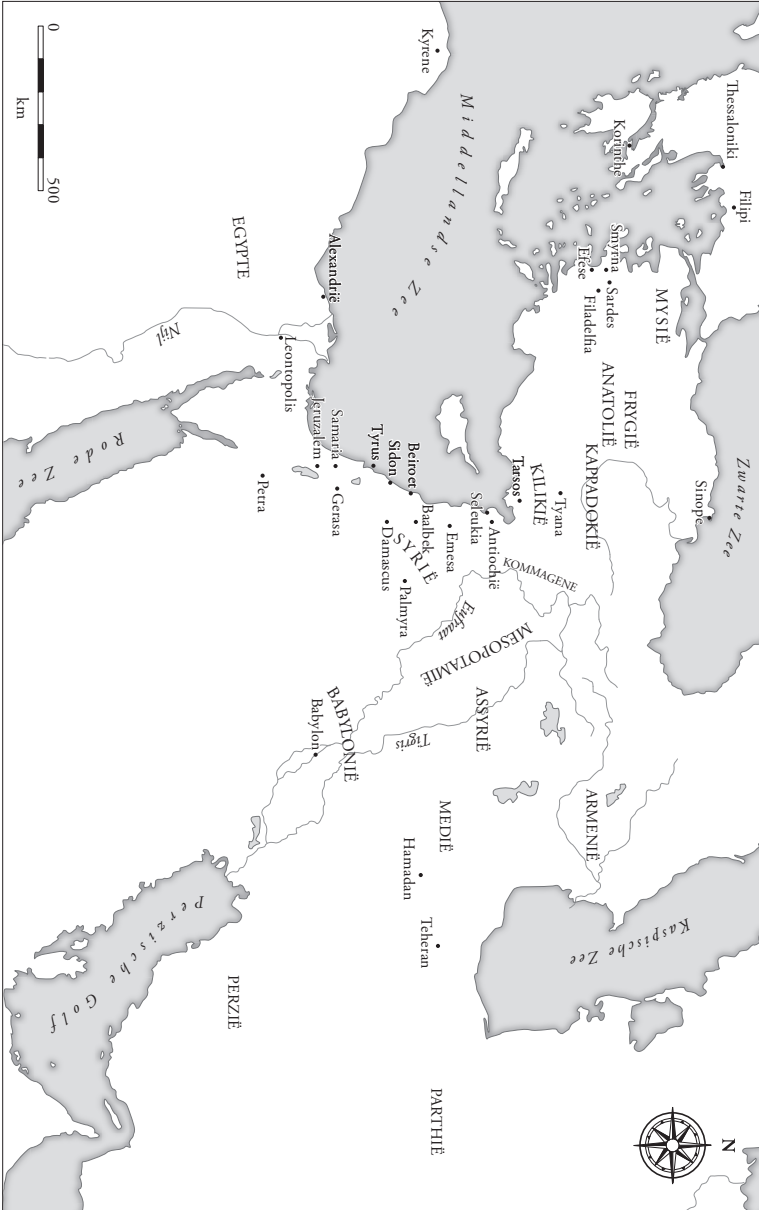 Thessaloniki
Filipi
Korinthe
Kyrene
Middellandse Zee
Smyrna
Efese
Sardes
Filadelfia
MYSIË
FRYGIË
ANATOLIË
KAPPADOKIË
Zwarte Zee
Sinope
Tyana
KILIKIË
Tarsos
KOMMAGENE
Antiochië
Seleukia
Emesa
Baalbek
Beiroet
Sidon
Tyrus
SYRIË
Damascus
Palmyra
Samaria
Jeruzalem
Gerasa
Petra
Alexandrië
EGYPTE
Nijl
Leontopolis
Rode Zee
Eufraat
MESOPOTAMIË
ASSYRIË
Tigris
BABYLONIË
Babylon
ARMENIË
MEDIË
Hamadan
Teheran
Kaspische Zee
Perzische Golf
PERZIË
PARTHIË
N
0
500
km